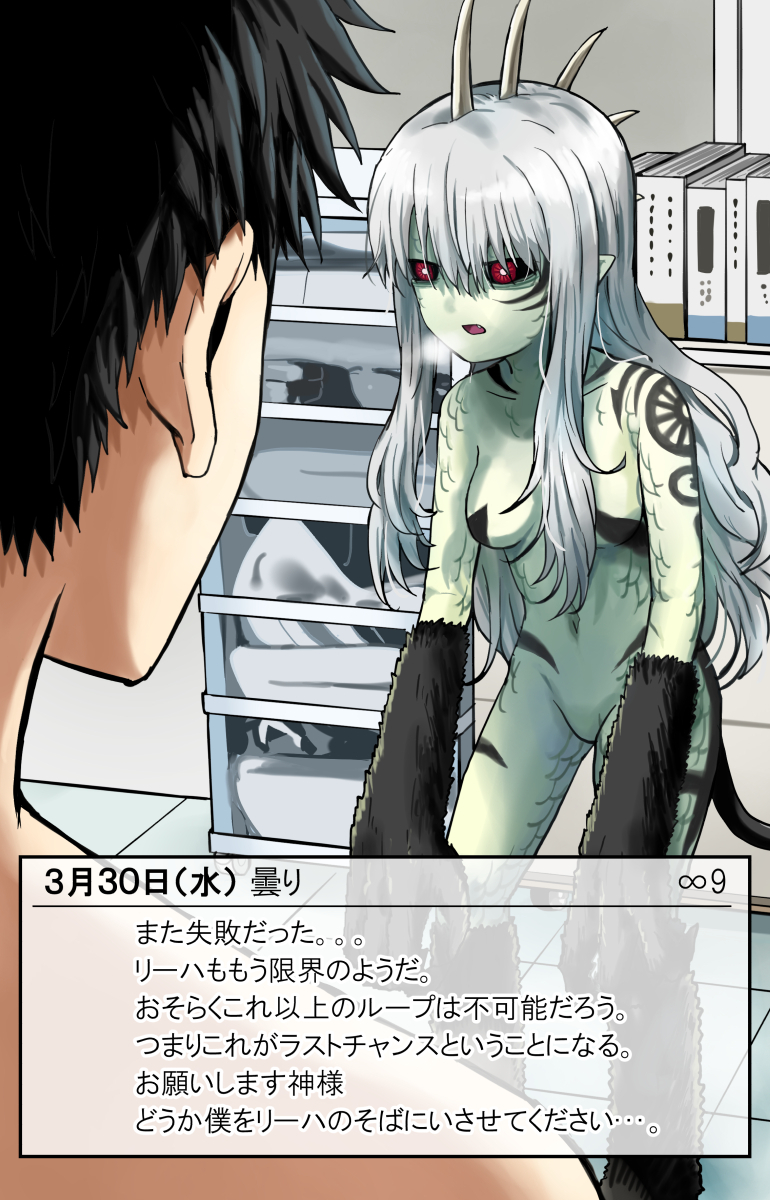 3月30日(水) 曇り ∞9
また失敗だった。。。
リーハももう限界のようだ。
おそらくこれ以上のループは不可能だろう。
つまりこれがラストチャンスということになる。
お願いします神様
どうか僕をリーハのそばにいさせてください…。